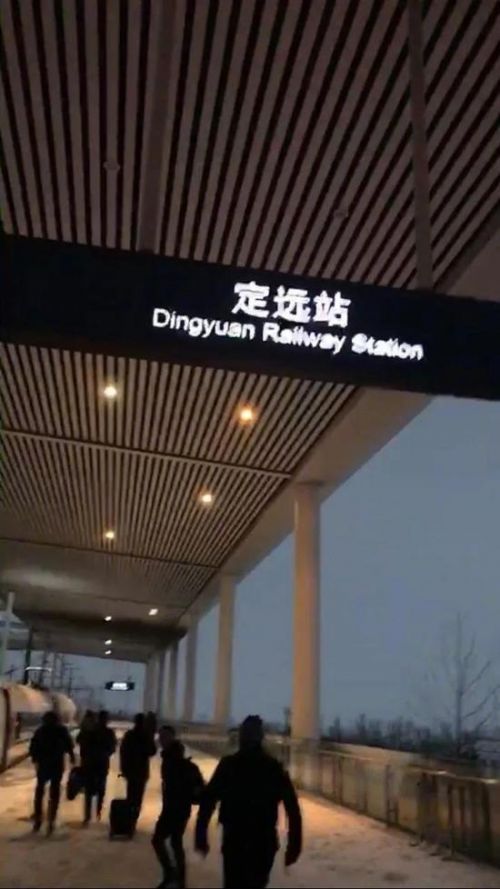 定远站
Dingyuan Railway Station